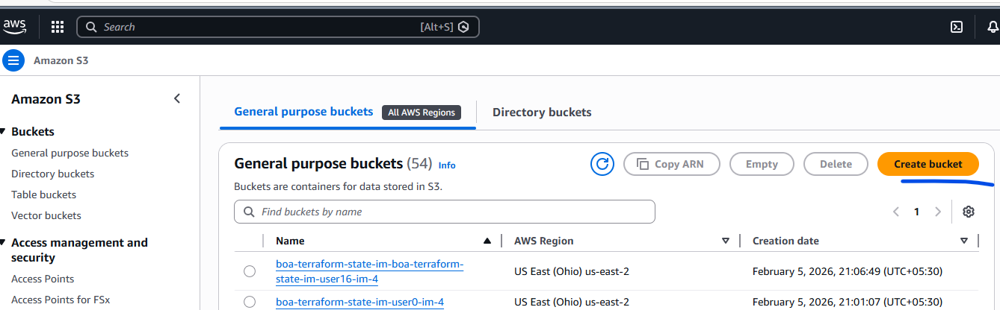 aws
Search
[Alt+S]
Amazon S3
Amazon S3
Buckets
General purpose buckets
Directory buckets
Table buckets
Vector buckets
Access management and
security
Access Points
Access Points for FSx
General purpose buckets All AWS Regions
Directory buckets
General purpose buckets (54) Info
Copy ARN
Empty
Delete
Create bucket
Buckets are containers for data stored in S3.
Find buckets by name
1
Name
AWS Region
Creation date
boa-terraform-state-im-boa-terraform-
state-im-user16-im-4
US East (Ohio) us-east-2
February 5, 2026, 21:06:49 (UTC+05:30)
boa-terraform-state-im-user0-im-4
US East (Ohio) us-east-2
February 5, 2026, 21:01:07 (UTC+05:30)